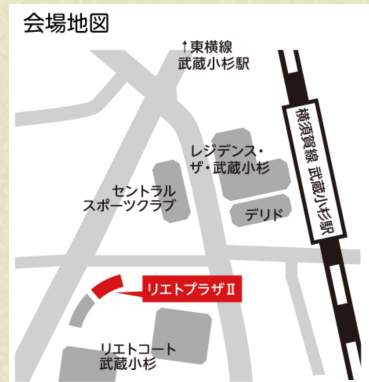 会場地図
↑東横線
武蔵小杉駅
横須賀線 武蔵小杉駅
レジデンス・
ザ・武蔵小杉
セントラル
スポーツクラブ
デリド
リエトプラザⅡ
リエトコート
武蔵小杉